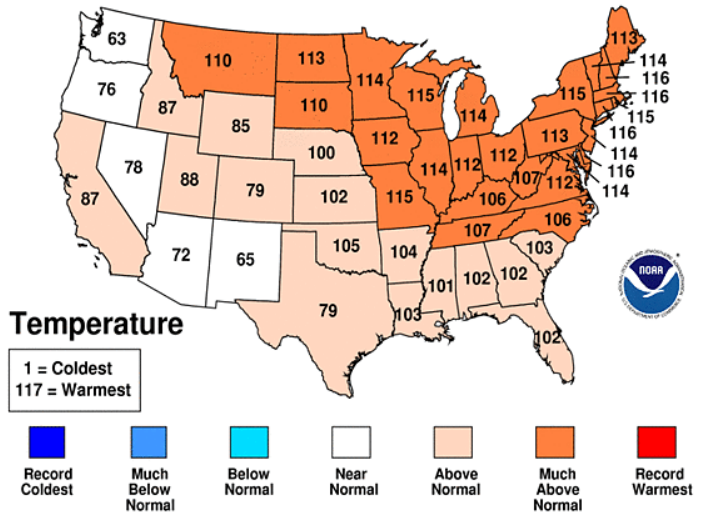 63
113
110
113
114
114
116
76
115
115
116
87
110
114
115
85
112
113
116
100
114
112
112
114
78
107
116
88
79
102
115
106
112
114
87
107
106
72
65
105
104
103
79
101
102
102
103
102
NOAA
Temperature
1 = Coldest
117 = Warmest
Record
Coldest
Much
Below
Normal
Below
Normal
Near
Normal
Above
Normal
Much
Above
Normal
Record
Warmest